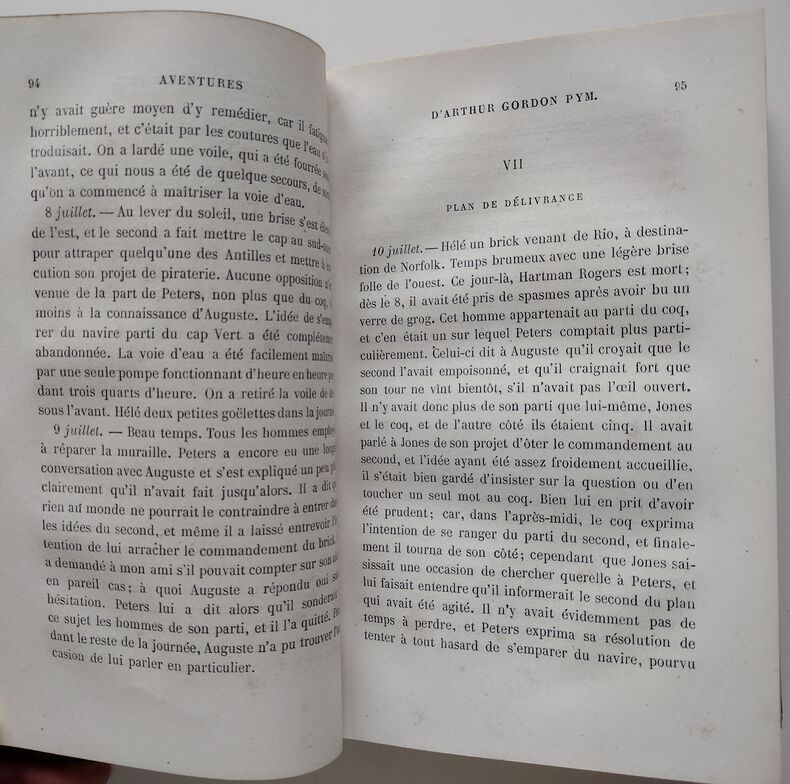 94
AVENTURES
n'y avait guère moyen d'y remédier, car il fatigue
horriblement, et c'était par les coutures que l'eau s'in
troduisait. On a lardé une voile, qui a été fourrée sous
l'avant, ce qui nous a été de quelque secours, de
qu'on a commencé à maîtriser la voie d'eau.
8 juillet. — Au lever du soleil, une brise s'est
de l'est, et le second a fait mettre le cap au sud-oue
pour attraper quelqu'une des Antilles et mettre à
cution son projet de piraterie. Aucune opposition n'e
venue de la part de Peters, non plus que du coq,
moins à la connaissance d'Auguste. L'idée de s'emp
rer du navire parti du cap Vert a été complèteme
abandonnée. La voie d'eau a été facilement maîtri
par une seule pompe fonctionnant d'heure en heure pe
dant trois quarts d'heure. On a retiré la voile de
sous l'avant. Hélé deux petites goëlettes dans la journé
9 juillet. — Beau temps. Tous les hommes employ
à réparer la muraille. Peters a encore eu une longu
conversation avec Auguste et s'est expliqué un peu pl
clairement qu'il n'avait fait jusqu'alors. Il a dit q
rien au monde ne pourrait le contraindre à entrer da
les idées du second, et même il a laissé entrevoir l'in
tention de lui arracher le commandement du brick.
a demandé à mon ami s'il pouvait compter sur son
en pareil cas; à quoi Auguste a répondu oui sa
hésitation. Peters lui a dit alors qu'il sonderait
ce sujet les hommes de son parti, et il l'a quitté. Pe
dant le reste de la journée, Auguste n'a pu trouver l'oc
casion de lui parler en particulier.
D'ARTHUR GORDON PYM.
95
VII
PLAN DE DÉLIVRANCE
10 juillet. — Hélé un brick venant de Rio, à destina-
tion de Norfolk. Temps brumeux avec une légère brise
folle de l'ouest. Ce jour-là, Hartman Rogers est mort;
dès le 8, il avait été pris de spasmes après avoir bu un
verre de grog. Cet homme appartenait au parti du coq,
et c'en était un sur lequel Peters comptait plus parti-
culièrement. Celui-ci dit à Auguste qu'il croyait que le
second l'avait empoisonné, et qu'il craignait fort que
son tour ne vînt bientôt, s'il n'avait pas l'œil ouvert.
Il n'y avait donc plus de son parti que lui-même, Jones
et le coq, et de l'autre côté ils étaient cinq. Il avait
parlé à Jones de son projet d'ôter le commandement au
second, et l'idée ayant été assez froidement accueillie,
il s'était bien gardé d'insister sur la question ou d'en
toucher un seul mot au coq. Bien lui en prit d'avoir
été prudent; car, dans l'après-midi, le coq exprima
l'intention de se ranger du parti du second, et finale-
ment il tourna de son côté; cependant que Jones sai-
sissait une occasion de chercher querelle à Peters, et
lui faisait entendre qu'il informerait le second du plan
qui avait été agité. Il n'y avait évidemment pas de
temps à perdre, et Peters exprima sa résolution de
tenter à tout hasard de s'emparer du navire, pourvu